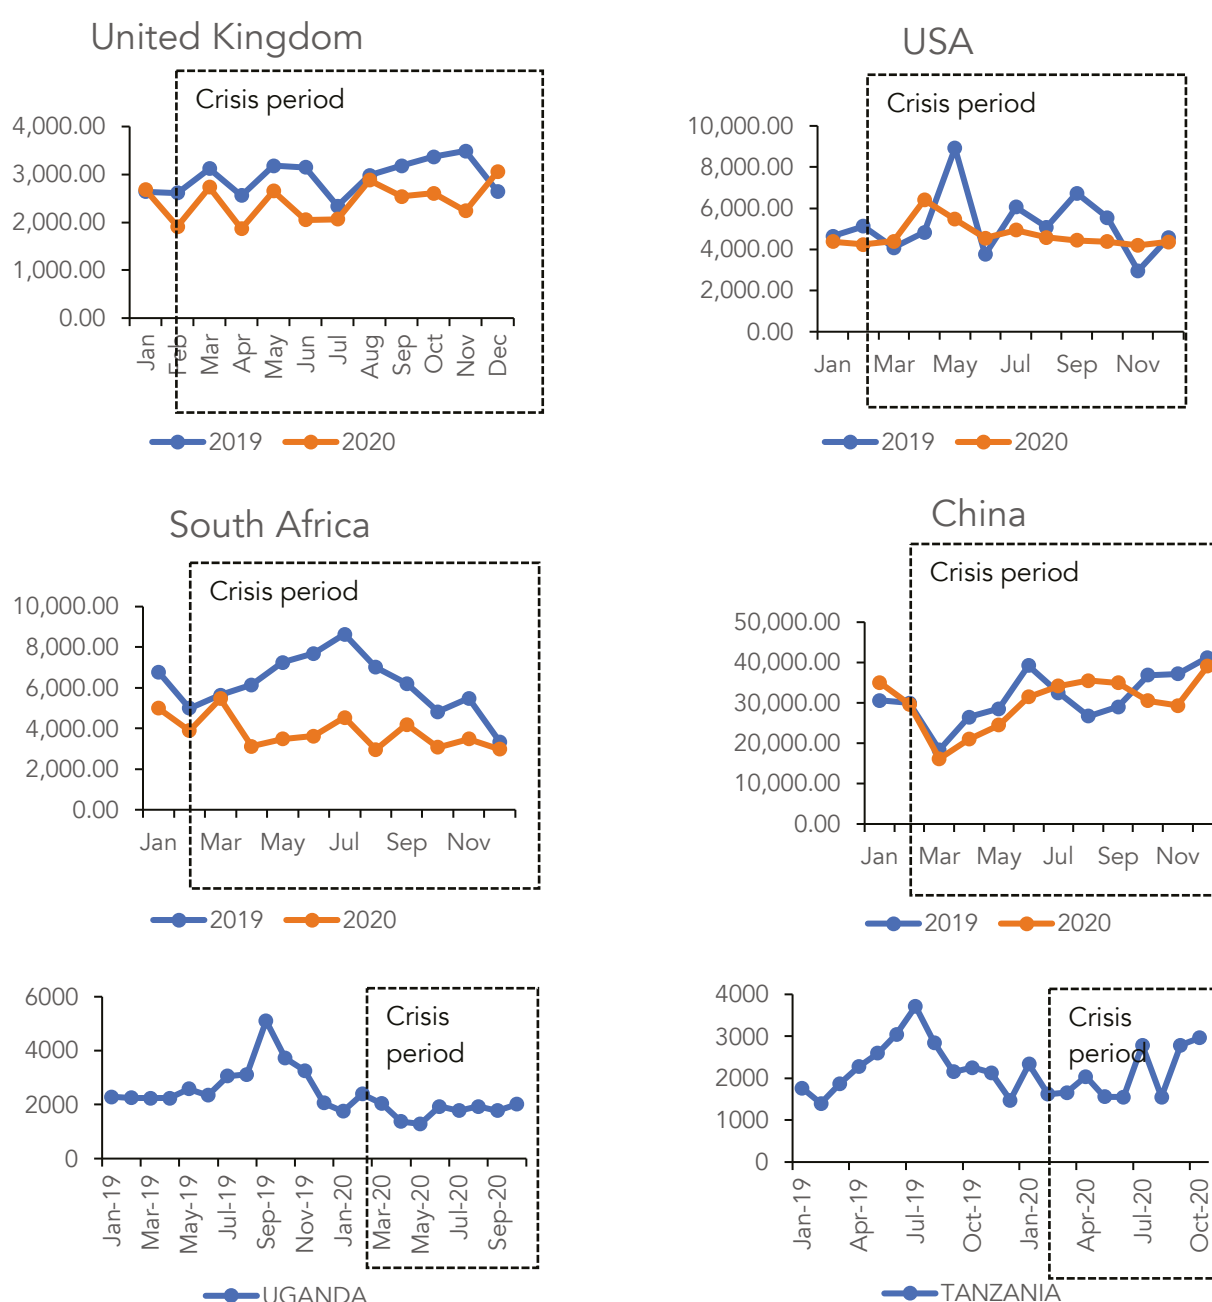 United Kingdom
Crisis period
4,000.00
3,000.00
2,000.00
1,000.00
0.00
Jan
Feb
Mar
Apr
May
Jun
Jul
Aug
Sep
Oct
Nov
Dec
2019 2020
USA
Crisis period
10,000.00
8,000.00
6,000.00
4,000.00
2,000.00
0.00
Jan Mar May Jul Sep Nov
2019 2020
South Africa
Crisis period
10,000.00
8,000.00
6,000.00
4,000.00
2,000.00
0.00
Jan Mar May Jul Sep Nov
2019 2020
China
Crisis period
50,000.00
40,000.00
30,000.00
20,000.00
10,000.00
0.00
Jan Mar May Jul Sep Nov
2019 2020
6000
4000
2000
0
Crisis
period
Jan-19
Mar-19
May-19
Jul-19
Sep-19
Nov-19
Jan-20
Mar-20
May-20
Jul-20
Sep-20
UGANDA
4000
3000
2000
1000
0
Crisis
period
Jan-19
Apr-19
Jul-19
Oct-19
Jan-20
Apr-20
Jul-20
Oct-20
TANZANIA